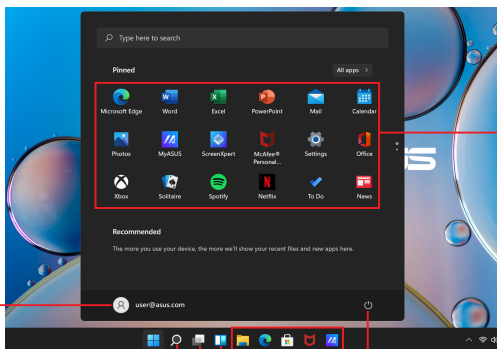 Type here to search
Pinned
All apps >
Microsoft Edge Word Excel PowerPoint Mail Calendar
Photos MyASUS ScreenXpert McAfee® Personal... Settings Office
Xbox Solitaire Spotify Netflix To Do News
Recommended
The more you use your device, the more we'll show your recent files and new apps here.
user@asus.com